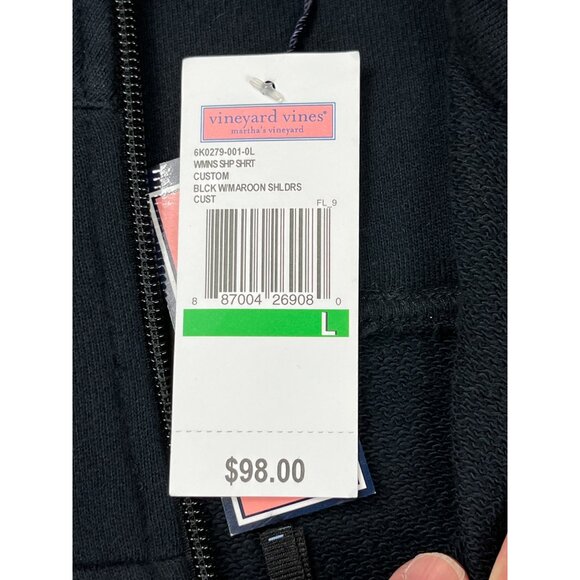 vineyard vines®
martha's vineyard
6K0279-001-0L
WMNS SHP SHRT
CUSTOM
BLCK W/MAROON SHLDRS
CUST
FL_9
8 87004 26908 0
L
$98.00